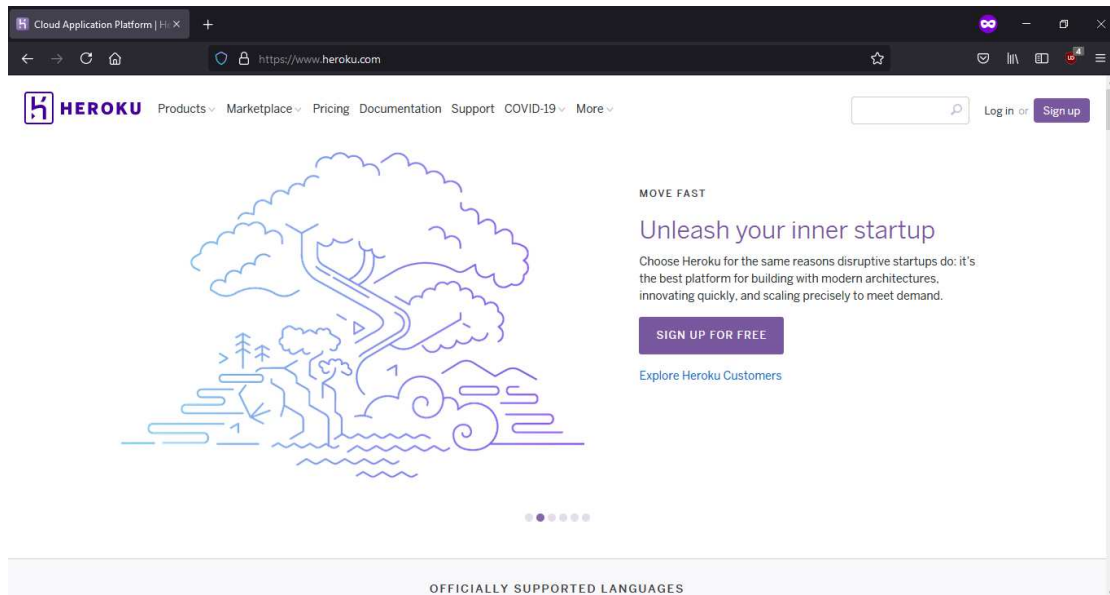 Cloud Application Platform | H
https://www.heroku.com
4
HEROKU Products Marketplace Pricing Documentation Support COVID-19 More Log in or Sign up
MOVE FAST
Unleash your inner startup
Choose Heroku for the same reasons disruptive startups do: it's
the best platform for building with modern architectures,
innovating quickly, and scaling precisely to meet demand.
SIGN UP FOR FREE
Explore Heroku Customers
OFFICIALLY SUPPORTED LANGUAGES